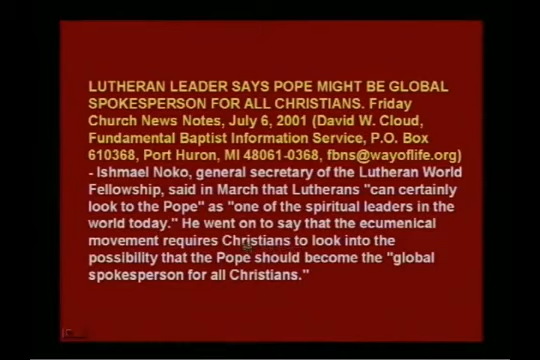 LUTHERAN LEADER SAYS POPE MIGHT BE GLOBAL
SPOKESPERSON FOR ALL CHRISTIANS. Friday
Church News Notes, July 6, 2001 (David W. Cloud,
Fundamental Baptist Information Service, P.O. Box
610368, Port Huron, MI 48061-0368, fbns@wayoflife.org)
- Ishmael Noko, general secretary of the Lutheran World
Fellowship, said in March that Lutherans "can certainly
look to the Pope" as "one of the spiritual leaders in the
world today." He went on to say that the ecumenical
movement requires Christians to look into the
possibility that the Pope should become the "global
spokesperson for all Christians."